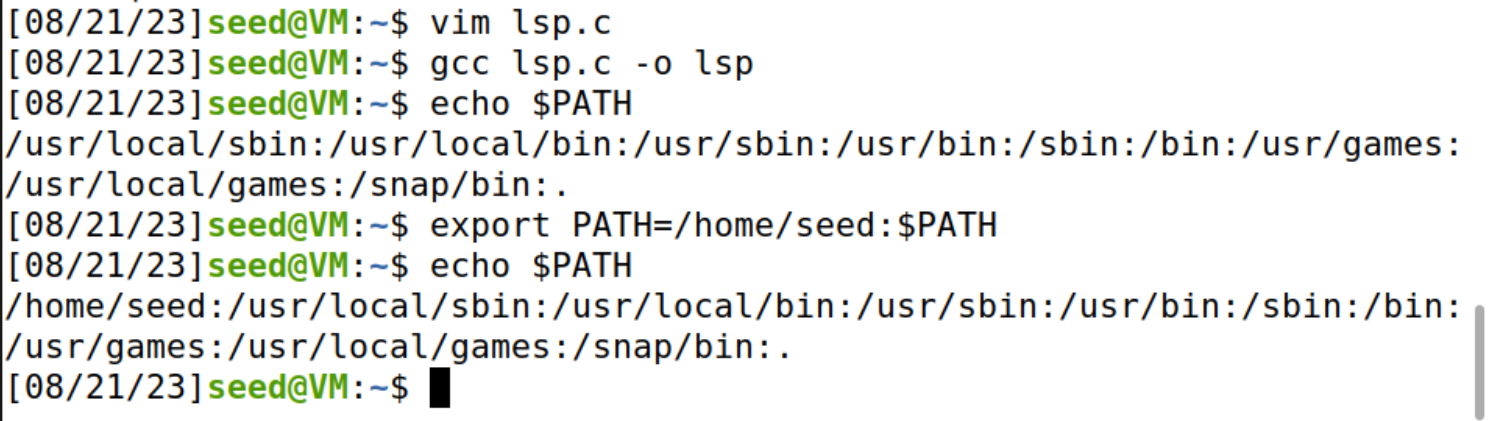 [08/21/23]seed@VM:~$ vim lsp.c
[08/21/23]seed@VM:~$ gcc lsp.c -o lsp
[08/21/23]seed@VM:~$ echo $PATH
/usr/local/sbin:/usr/local/bin:/usr/sbin:/usr/bin:/sbin:/bin:/usr/games:
/usr/local/games:/snap/bin:.
[08/21/23]seed@VM:~$ export PATH=/home/seed:$PATH
[08/21/23]seed@VM:~$ echo $PATH
/home/seed:/usr/local/sbin:/usr/local/bin:/usr/sbin:/usr/bin:/sbin:/bin:
/usr/games:/usr/local/games:/snap/bin:.
[08/21/23]seed@VM:~$